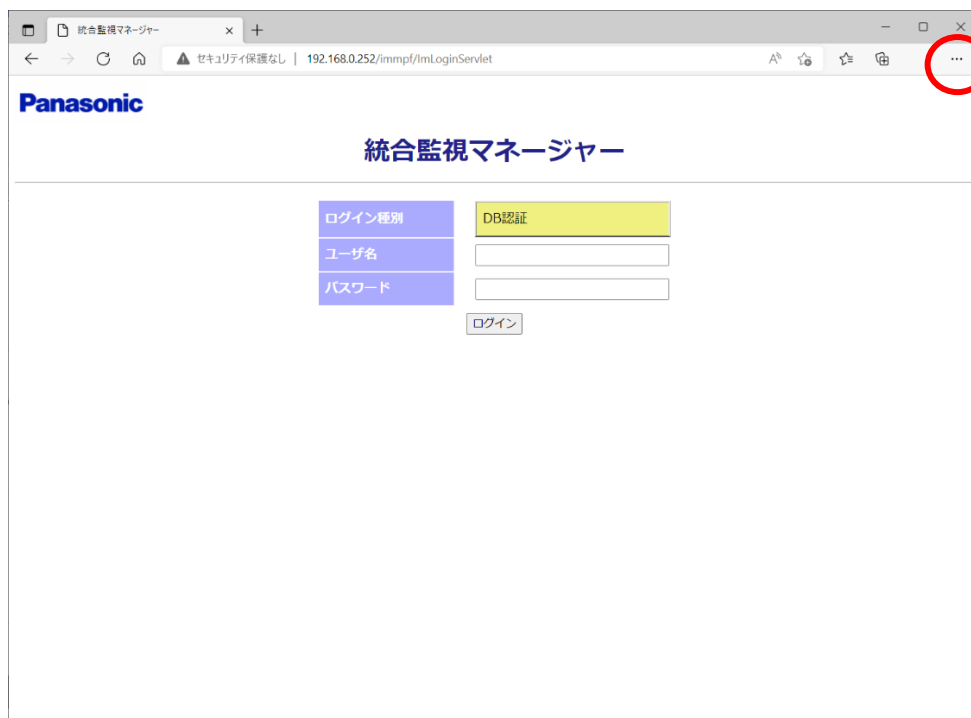 統合監視マネージャー
セキュリティ保護なし | 192.168.0.252/immpf/ImLoginServlet
Panasonic
統合監視マネージャー
ログイン種別 DB認証
ユーザ名
パスワード
ログイン